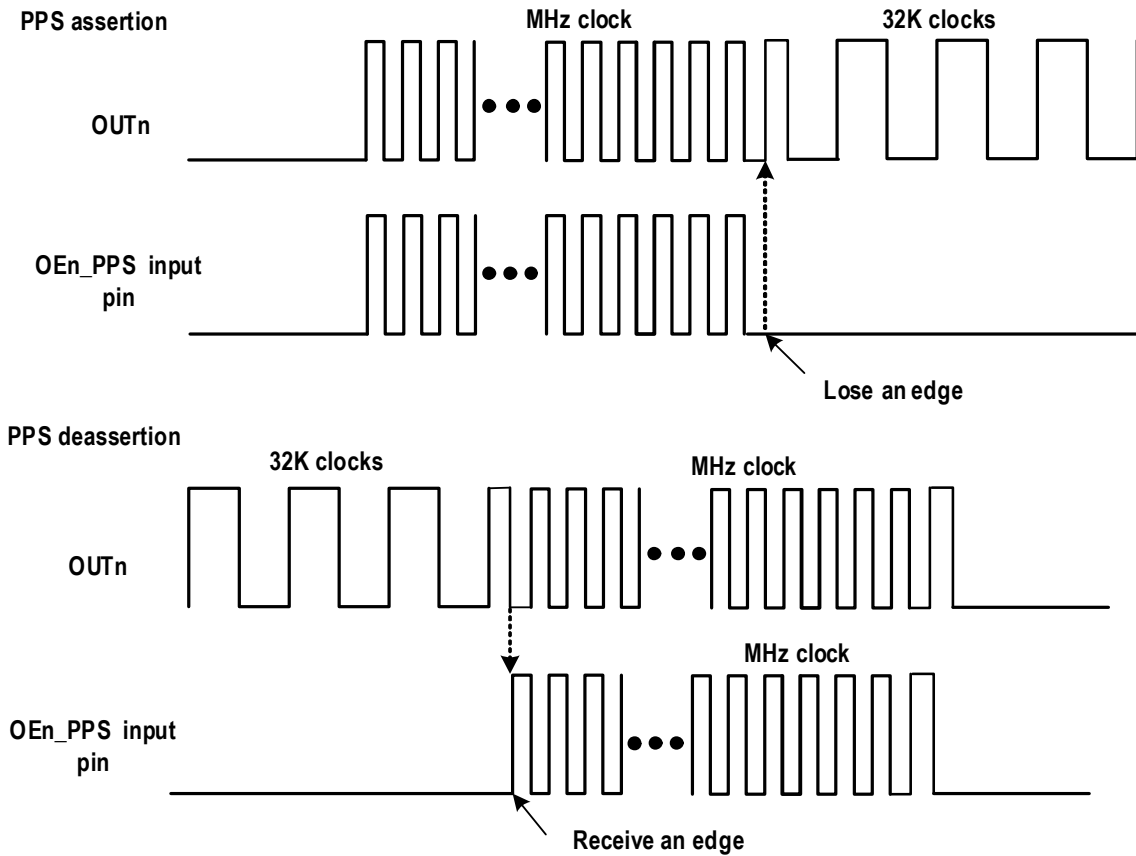 PPS assertion
MHz clock
32K clocks
OUTn
OEn_PPS input
pin
Lose an edge
PPS deassertion
32K clocks
MHz clock
OUTn
MHz clock
OEn_PPS input
pin
Receive an edge